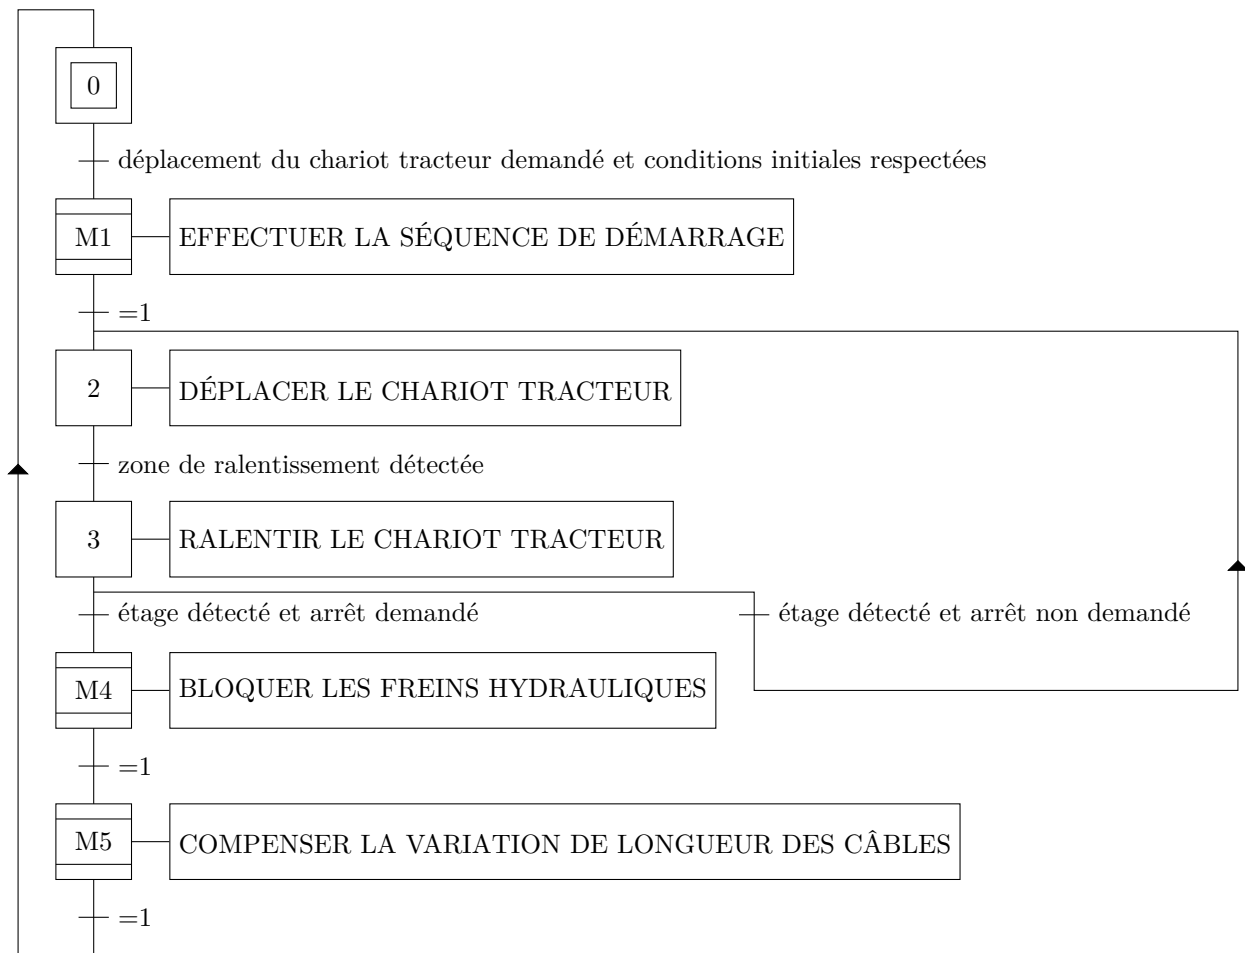 0
déplacement du chariot tracteur demandé et conditions initiales respectées
M1
EFFECTUER LA SÉQUENCE DE DÉMARRAGE
=1
2
DÉPLACER LE CHARIOT TRACTEUR
zone de ralentissement détectée
3
RALENTIR LE CHARIOT TRACTEUR
étage détecté et arrêt demandé
étage détecté et arrêt non demandé
M4
BLOQUER LES FREINS HYDRAULIQUES
=1
M5
COMPENSER LA VARIATION DE LONGUEUR DES CÂBLES
=1